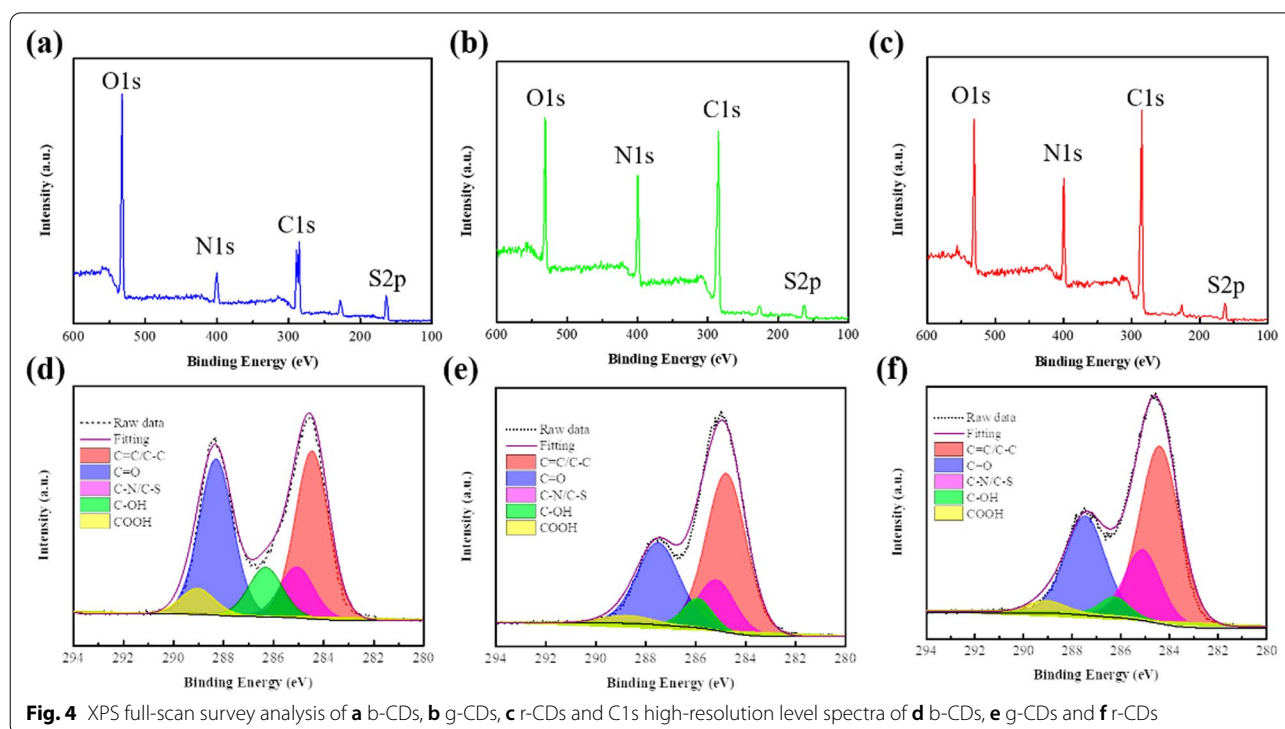 (a)
O1s
N1s
C1s
S2p
Intensity (a.u.)
600 500 400 300 200 100
Binding Energy (eV)
(b)
O1s
N1s
C1s
S2p
Intensity (a.u.)
600 500 400 300 200 100
Binding Energy (eV)
(c)
O1s
N1s
C1s
S2p
Intensity (a.u.)
600 500 400 300 200 100
Binding Energy (eV)
(d)
Raw data
Fitting
C=C/C-C
C=O
C-N/C-S
C-OH
COOH
Intensity (a.u.)
294 292 290 288 286 284 282 280
Binding Energy (eV)
(e)
Raw data
Fitting
C=C/C-C
C=O
C-N/C-S
C-OH
COOH
Intensity (a.u.)
294 292 290 288 286 284 282 280
Binding Energy (eV)
(f)
Raw data
Fitting
C=C/C-C
C=O
C-N/C-S
C-OH
COOH
Intensity (a.u.)
294 292 290 288 286 284 282 280
Binding Energy (eV)
Fig. 4 XPS full-scan survey analysis of a b-CDs, b g-CDs, c r-CDs and C1s high-resolution level spectra of d b-CDs, e g-CDs and f r-CDs